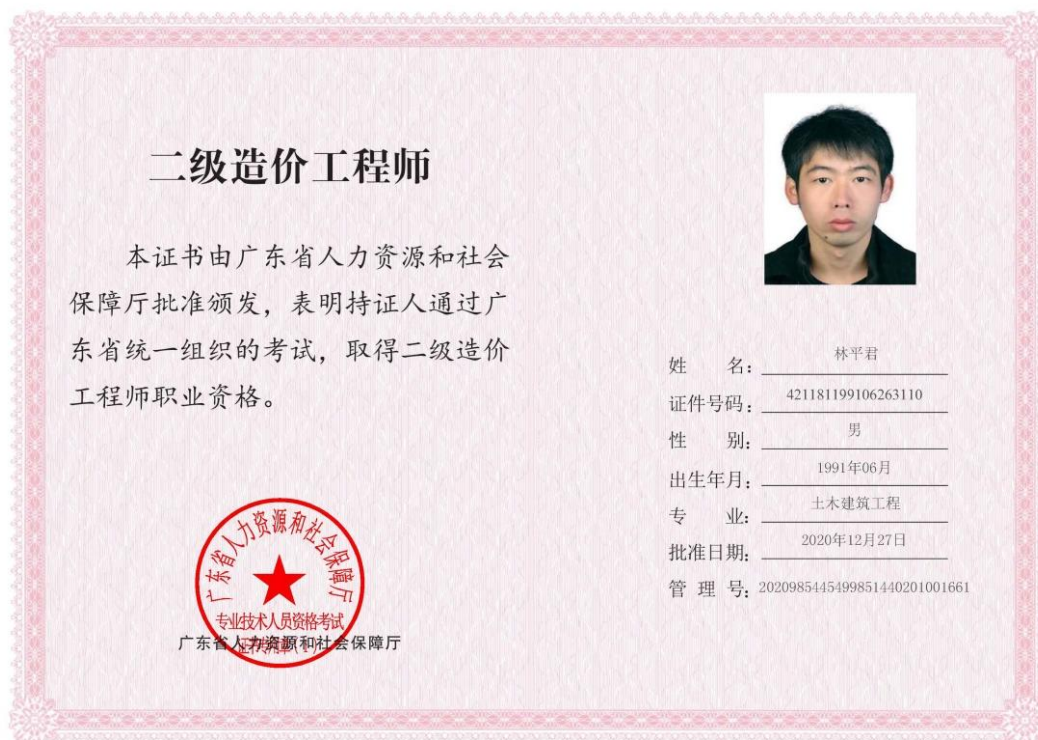 二级造价工程师
本证书由广东省人力资源和社会
保障厅批准颁发，表明持证人通过广
东省统一组织的考试，取得二级造价
工程师职业资格。
广东省人力资源和社会保障厅
专业技术人员资格考试
广东省人力资源和社会保障厅
姓名：林平君
证件号码：421181199106263110
性别：男
出生年月：1991年06月
专业：土木建筑工程
批准日期：2020年12月27日
管理号：2020985445499851440201001661